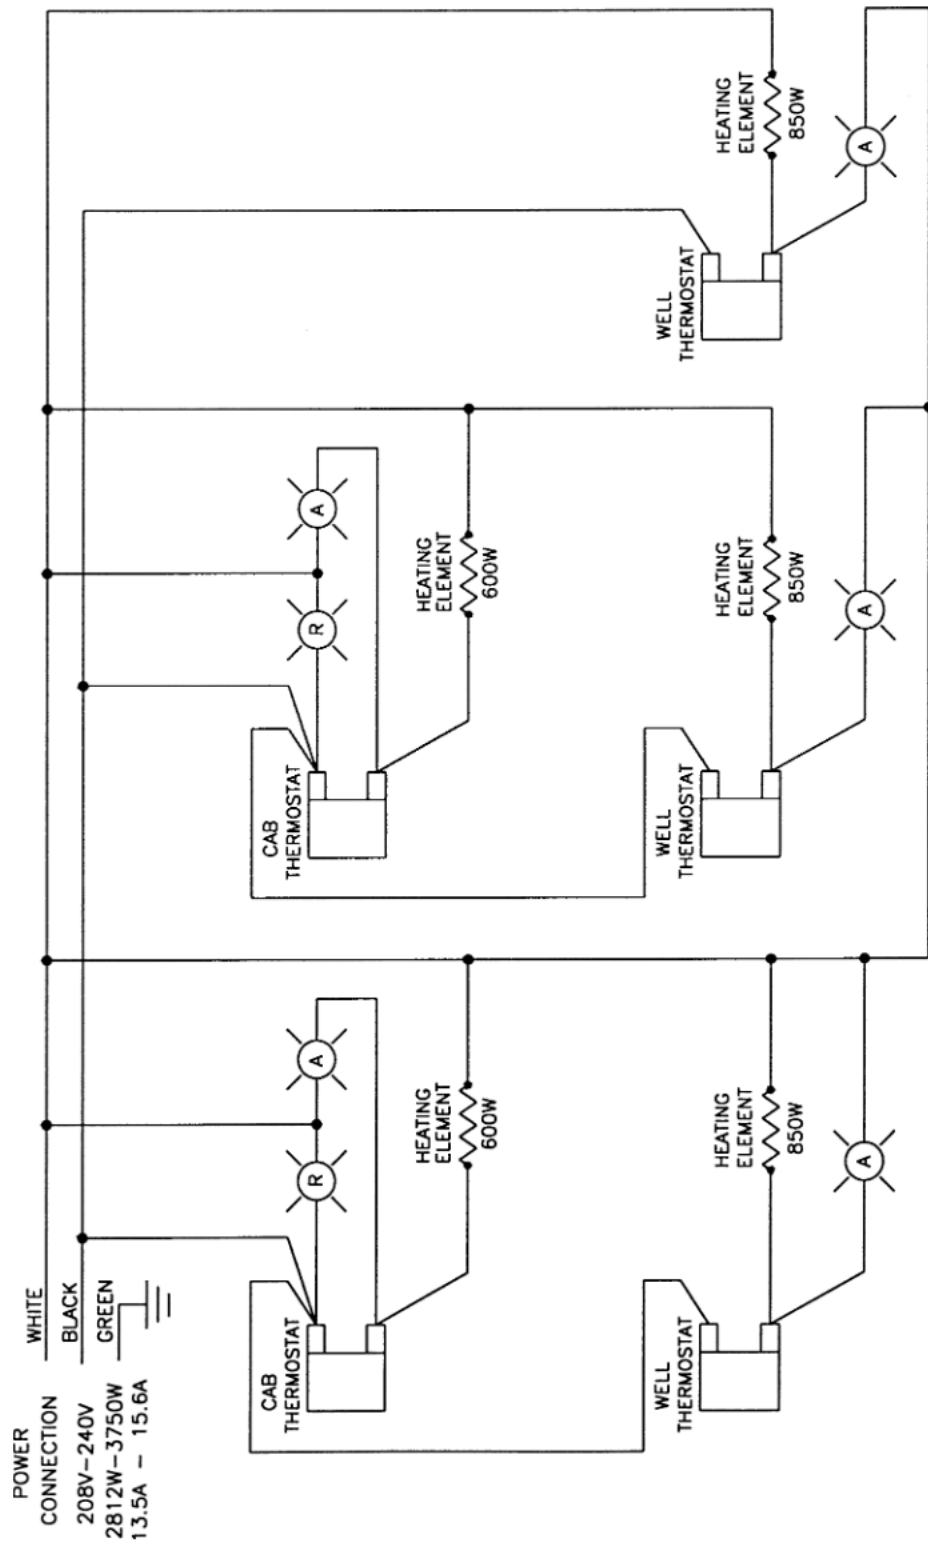 POWER
CONNECTION
208V-240V
2812W-3750W
13.5A - 15.6A
WHITE
BLACK
GREEN
CAB
THERMOSTAT
R
A
HEATING
ELEMENT
600W
WELL
THERMOSTAT
HEATING
ELEMENT
850W
A
CAB
THERMOSTAT
R
A
HEATING
ELEMENT
600W
WELL
THERMOSTAT
HEATING
ELEMENT
850W
A
WELL
THERMOSTAT
HEATING
ELEMENT
850W
A